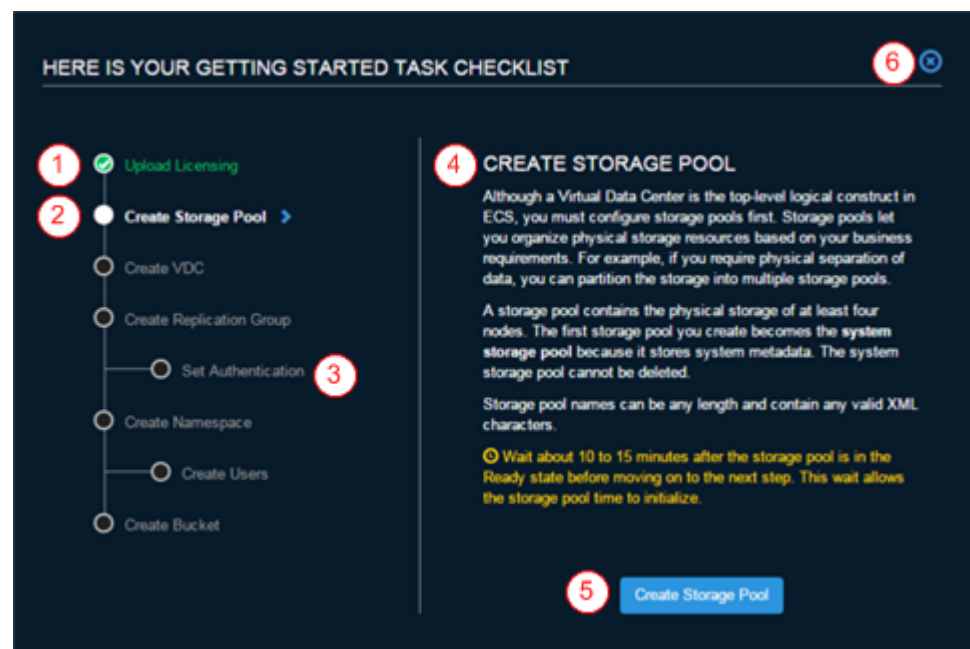 HERE IS YOUR GETTING STARTED TASK CHECKLIST
6
1
Upload Licensing
2
Create Storage Pool
Create VDC
Create Replication Group
Set Authentication
3
Create Namespace
Create Users
Create Bucket
4
CREATE STORAGE POOL
Although a Virtual Data Center is the top-level logical construct in
ECS, you must configure storage pools first. Storage pools let
you organize physical storage resources based on your business
requirements. For example, if you require physical separation of
data, you can partition the storage into multiple storage pools.
A storage pool contains the physical storage of at least four
nodes. The first storage pool you create becomes the system
storage pool because it stores system metadata. The system
storage pool cannot be deleted.
Storage pool names can be any length and contain any valid XML
characters.
Wait about 10 to 15 minutes after the storage pool is in the
Ready state before moving on to the next step. This wait allows
the storage pool time to initialize.
5
Create Storage Pool